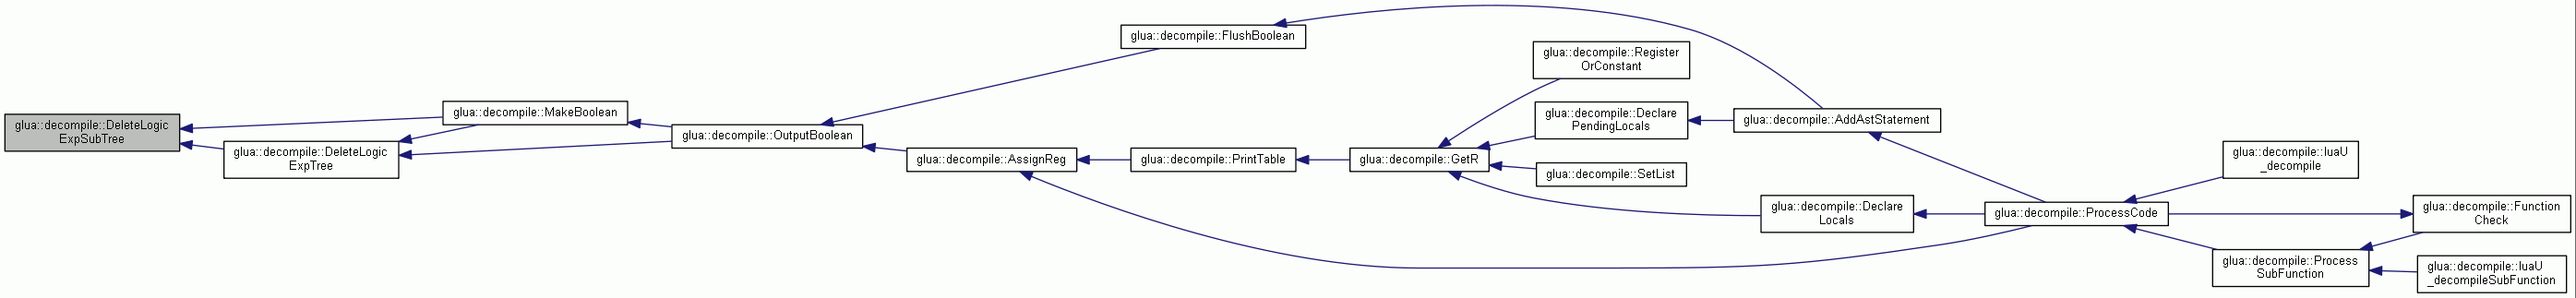 glua::decompile::DeleteLogic
ExpSubTree
glua::decompile::MakeBoolean
glua::decompile::DeleteLogic
ExpTree
glua::decompile::OutputBoolean
glua::decompile::FlushBoolean
glua::decompile::AssignReg
glua::decompile::PrintTable
glua::decompile::GetR
glua::decompile::Register
OrConstant
glua::decompile::Declare
PendingLocals
glua::decompile::SetList
glua::decompile::AddAstStatement
glua::decompile::Declare
Locals
glua::decompile::ProcessCode
glua::decompile::luaU
_decompile
glua::decompile::Function
Check
glua::decompile::Process
SubFunction
glua::decompile::luaU
_decompileSubFunction